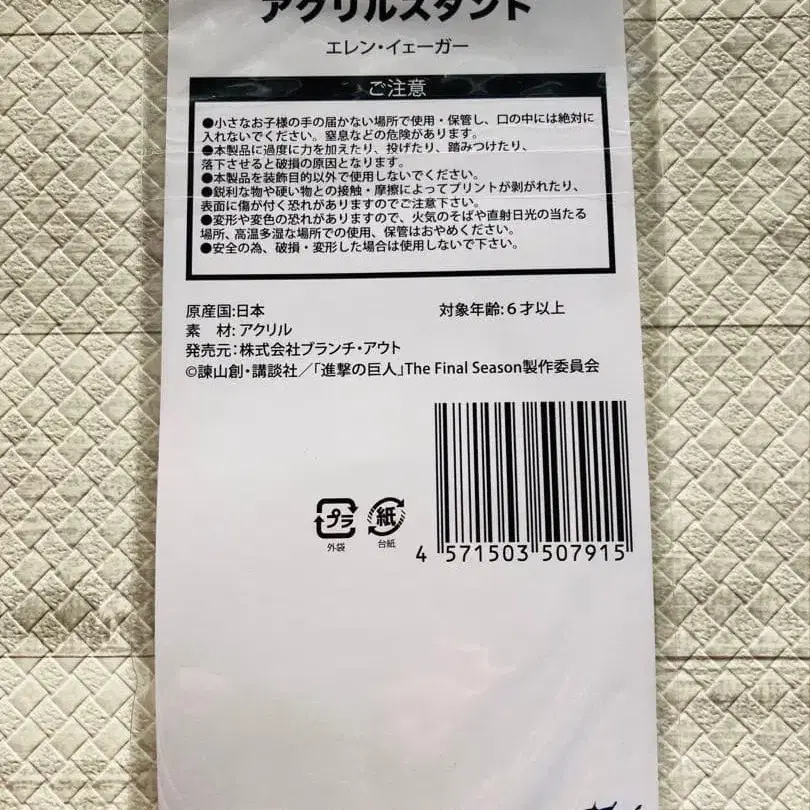 アクリルスタンド
エレン・イェーガー
ご注意
●小さなお子様の手の届かない場所で使用・保管し、口の中には絶対に
入れないでください。窒息などの危険があります。
●本製品に過度に力を加えたり、投げたり、踏みつけたり、
落下させると破損の原因となります。
●本製品を装飾目的以外で使用しないでください。
●鋭利な物や硬い物との接触・摩擦によってプリントが剥がれたり、
表面に傷が付く恐れがありますのでご注意下さい。
●変形や変色の恐れがありますので、火気のそばや直射日光の当たる
場所、高温多湿な場所での使用、保管はおやめください。
●安全の為、破損・変形した場合は使用しないで下さい。
原産国:日本 対象年齢:６才以上
素 材: アクリル
発売元:株式会社ブランチ・アウト
©諫山創・講談社／「進撃の巨人」The Final Season製作委員会
プラ 紙
外袋 台紙
4 571503 507915